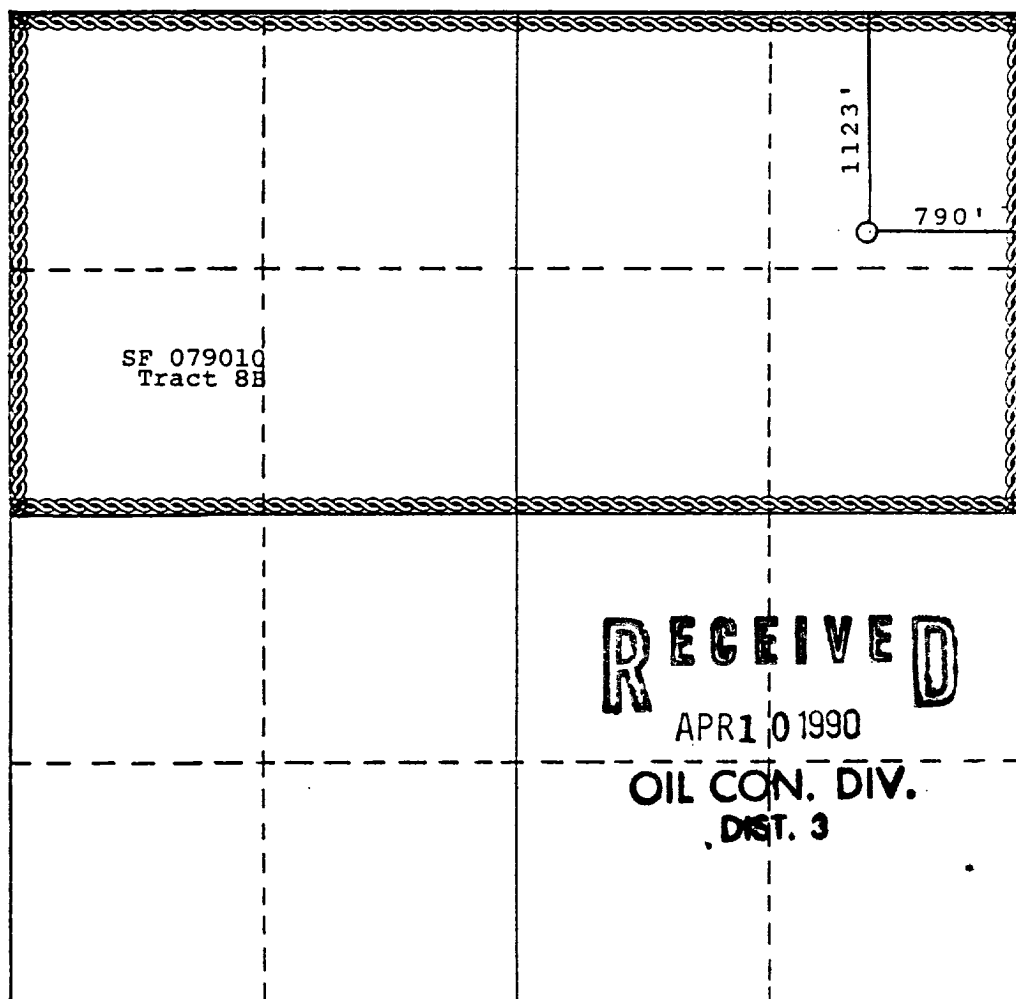 1123'
790'
SF 079010
Tract 8B
RECEIVED
APR 10 1990
OIL CON. DIV.
DIST. 3